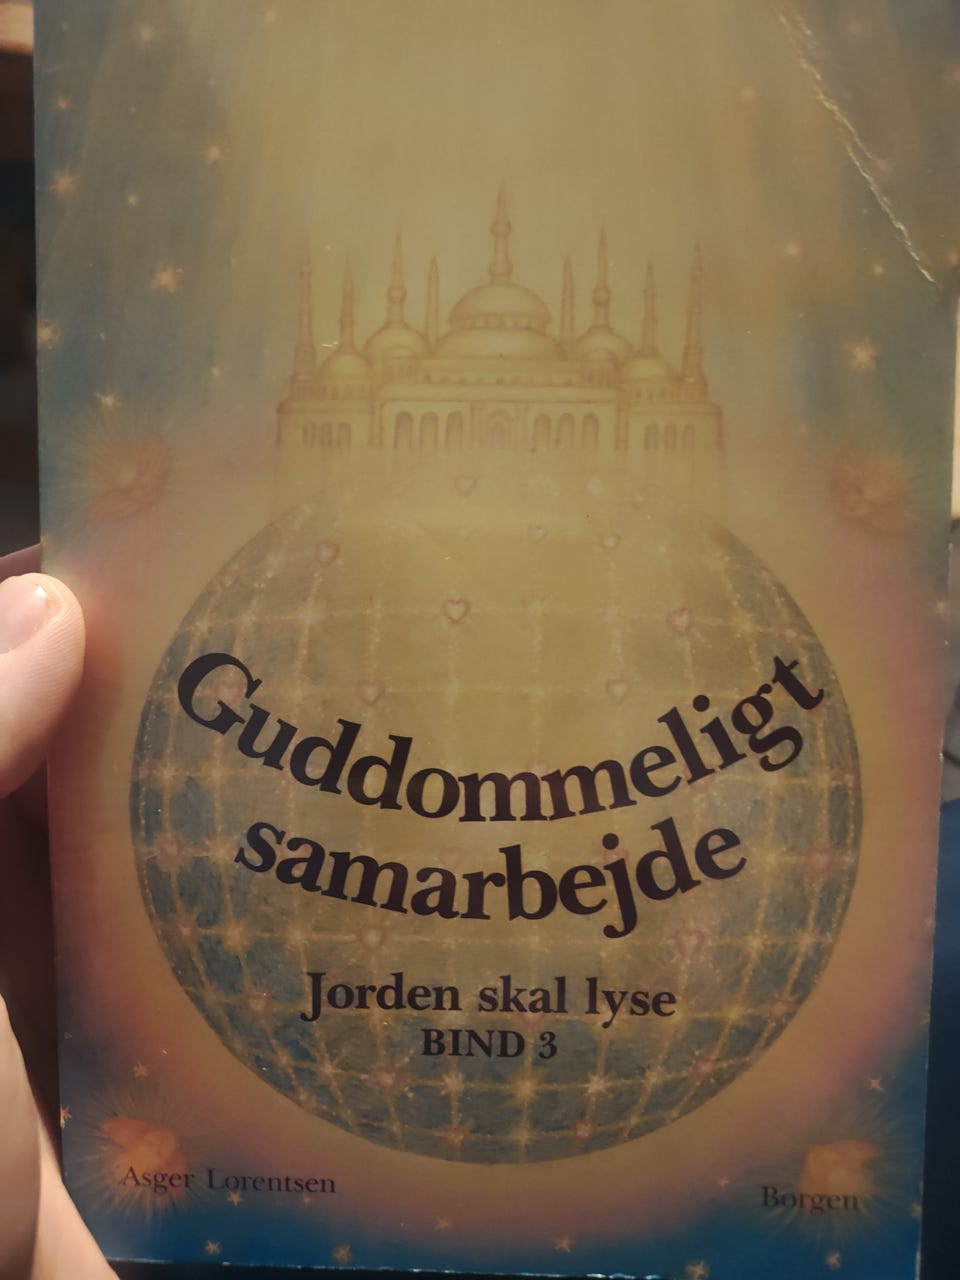 Guddommeligt
samarbejde
Jorden skal lyse
BIND 3
Asger Lorentsen
Borgen